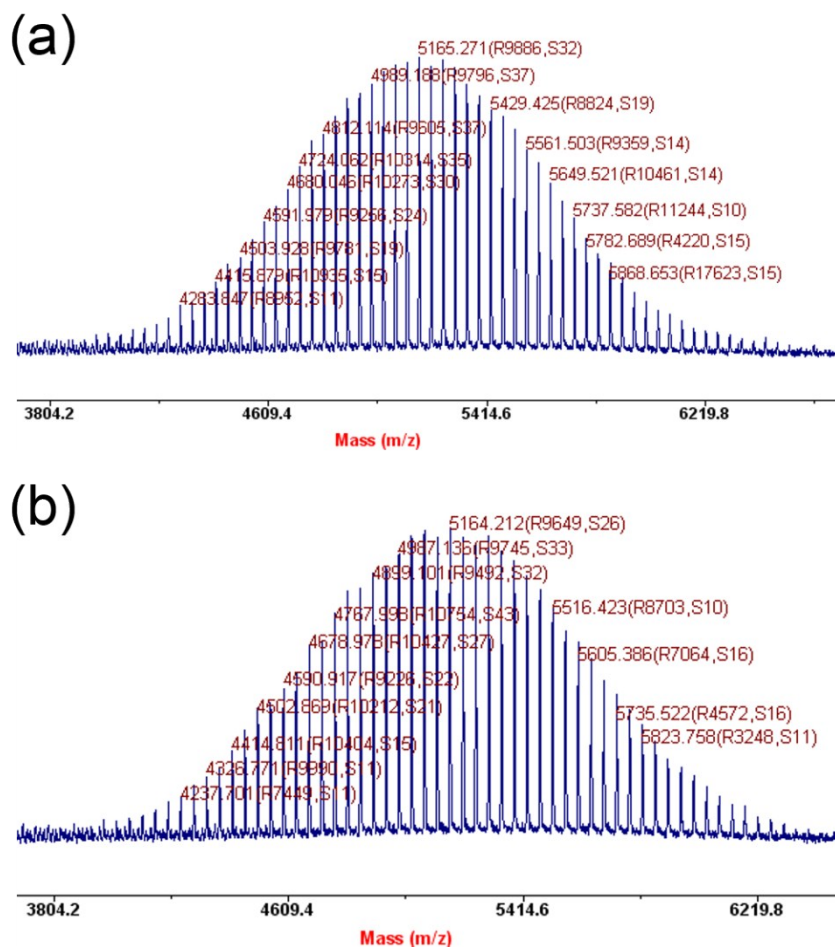 (a)
5165.271(R9886,S32)
4989.188(R9796,S37)
4812.114(R9605,S37)
4724.062(R10314,S35)
4680.046(R10273,S30)
4591.979(R9256,S24)
4503.928(R9781,S19)
4415.879(R10935,S15)
4283.847(R8952,S11)
5429.425(R8824,S19)
5561.503(R9359,S14)
5649.521(R10461,S14)
5737.582(R11244,S10)
5782.689(R4220,S15)
5868.653(R17623,S15)
3804.2 4609.4 5414.6 6219.8
Mass (m/z)
(b)
5164.212(R9649,S26)
4987.136(R9745,S33)
4899.101(R9492,S32)
4767.998(R10754,S43)
4678.978(R10427,S27)
4590.917(R9226,S22)
4502.869(R10212,S21)
4414.811(R10404,S15)
4326.771(R9990,S11)
4237.701(R7449,S11)
5516.423(R8703,S10)
5605.386(R7064,S16)
5735.522(R4572,S16)
5823.758(R3248,S11)
3804.2 4609.4 5414.6 6219.8
Mass (m/z)